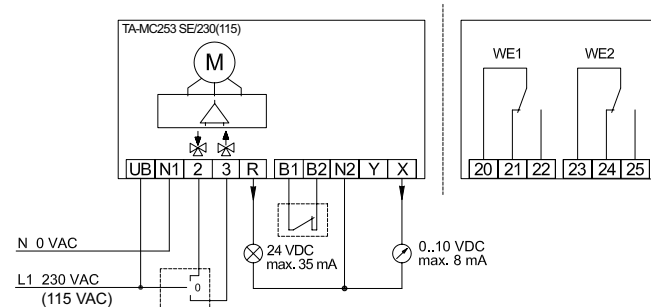 TA-MC253 SE/230(115)
M
WE1 WE2
UB N1 2 3 R B1 B2 N2 Y X
20 21 22 23 24 25
N 0 VAC
24 VDC
max. 35 mA
0..10 VDC
max. 8 mA
L1 230 VAC
(115 VAC)
0